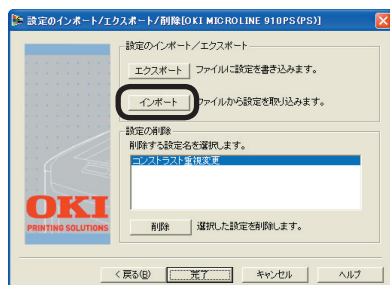 設定のインポート/エクスポート/削除[OKI MICROLINE 910PS(PS)]
設定のインポート/エクスポート
エクスポート ファイルに設定を書き込みます。
インポート ファイルから設定を取り込みます。
設定の削除
削除する設定名を選択します。
コンストラスト重視変更
削除 選択した設定を削除します。
OKI
PRINTING SOLUTIONS
< 戻る(B) 完了 キャンセル ヘルプ